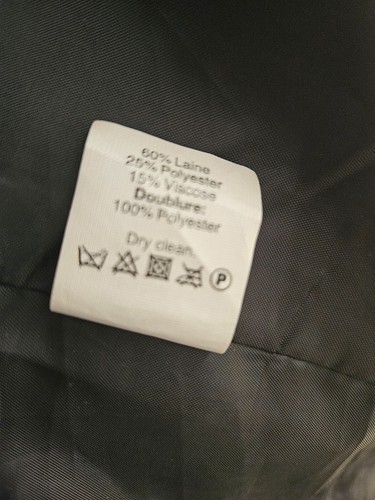 60% Laine
25% Polyester
15% Viscose
Doublure:
100% Polyester
Dry clean.
P